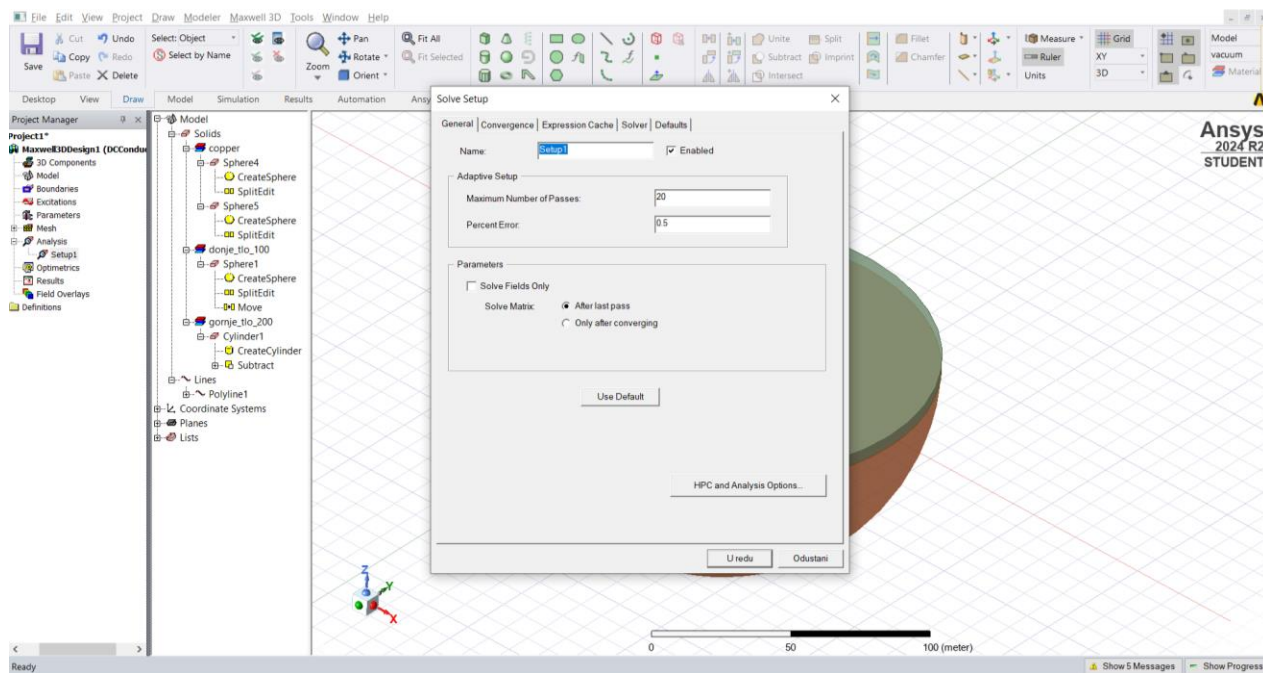 File Edit View Project Draw Modeler Maxwell 3D Tools Window Help
Save
Cut
Copy
Paste
Undo
Redo
Delete
Select: Object
Select by Name
Zoom
Pan
Rotate
Orient
Fit All
Fit Selected
Unite
Subtract
Intersect
Split
Imprint
Fillet
Chamfer
Measure
Ruler
Units
Grid
XY
3D
Model
vacuum
Material
Desktop View Draw Model Simulation Results Automation Ansy
Project Manager
Project1*
Maxwell3DDesign1 (DCCondu
3D Components
Model
Boundaries
Excitations
Parameters
Mesh
Analysis
Setup1
Optimetrics
Results
Field Overlays
Definitions
Model
Solids
copper
Sphere4
CreateSphere
SplitEdit
Sphere5
CreateSphere
SplitEdit
donje_tlo_100
Sphere1
CreateSphere
SplitEdit
Move
gornje_tlo_200
Cylinder1
CreateCylinder
Subtract
Lines
Polyline1
Coordinate Systems
Planes
Lists
Solve Setup
General Convergence Expression Cache Solver Defaults
Name: Setup1 Enabled
Adaptive Setup
Maximum Number of Passes: 20
Percent Error: 0.5
Parameters
Solve Fields Only
Solve Matrix: After last pass
Only after converging
Use Default
HPC and Analysis Options...
U redu Odustani
Ansys
2024 R2
STUDENT
Z
Y
X
0 50 100 (meter)
Ready
Show 5 Messages Show Progress